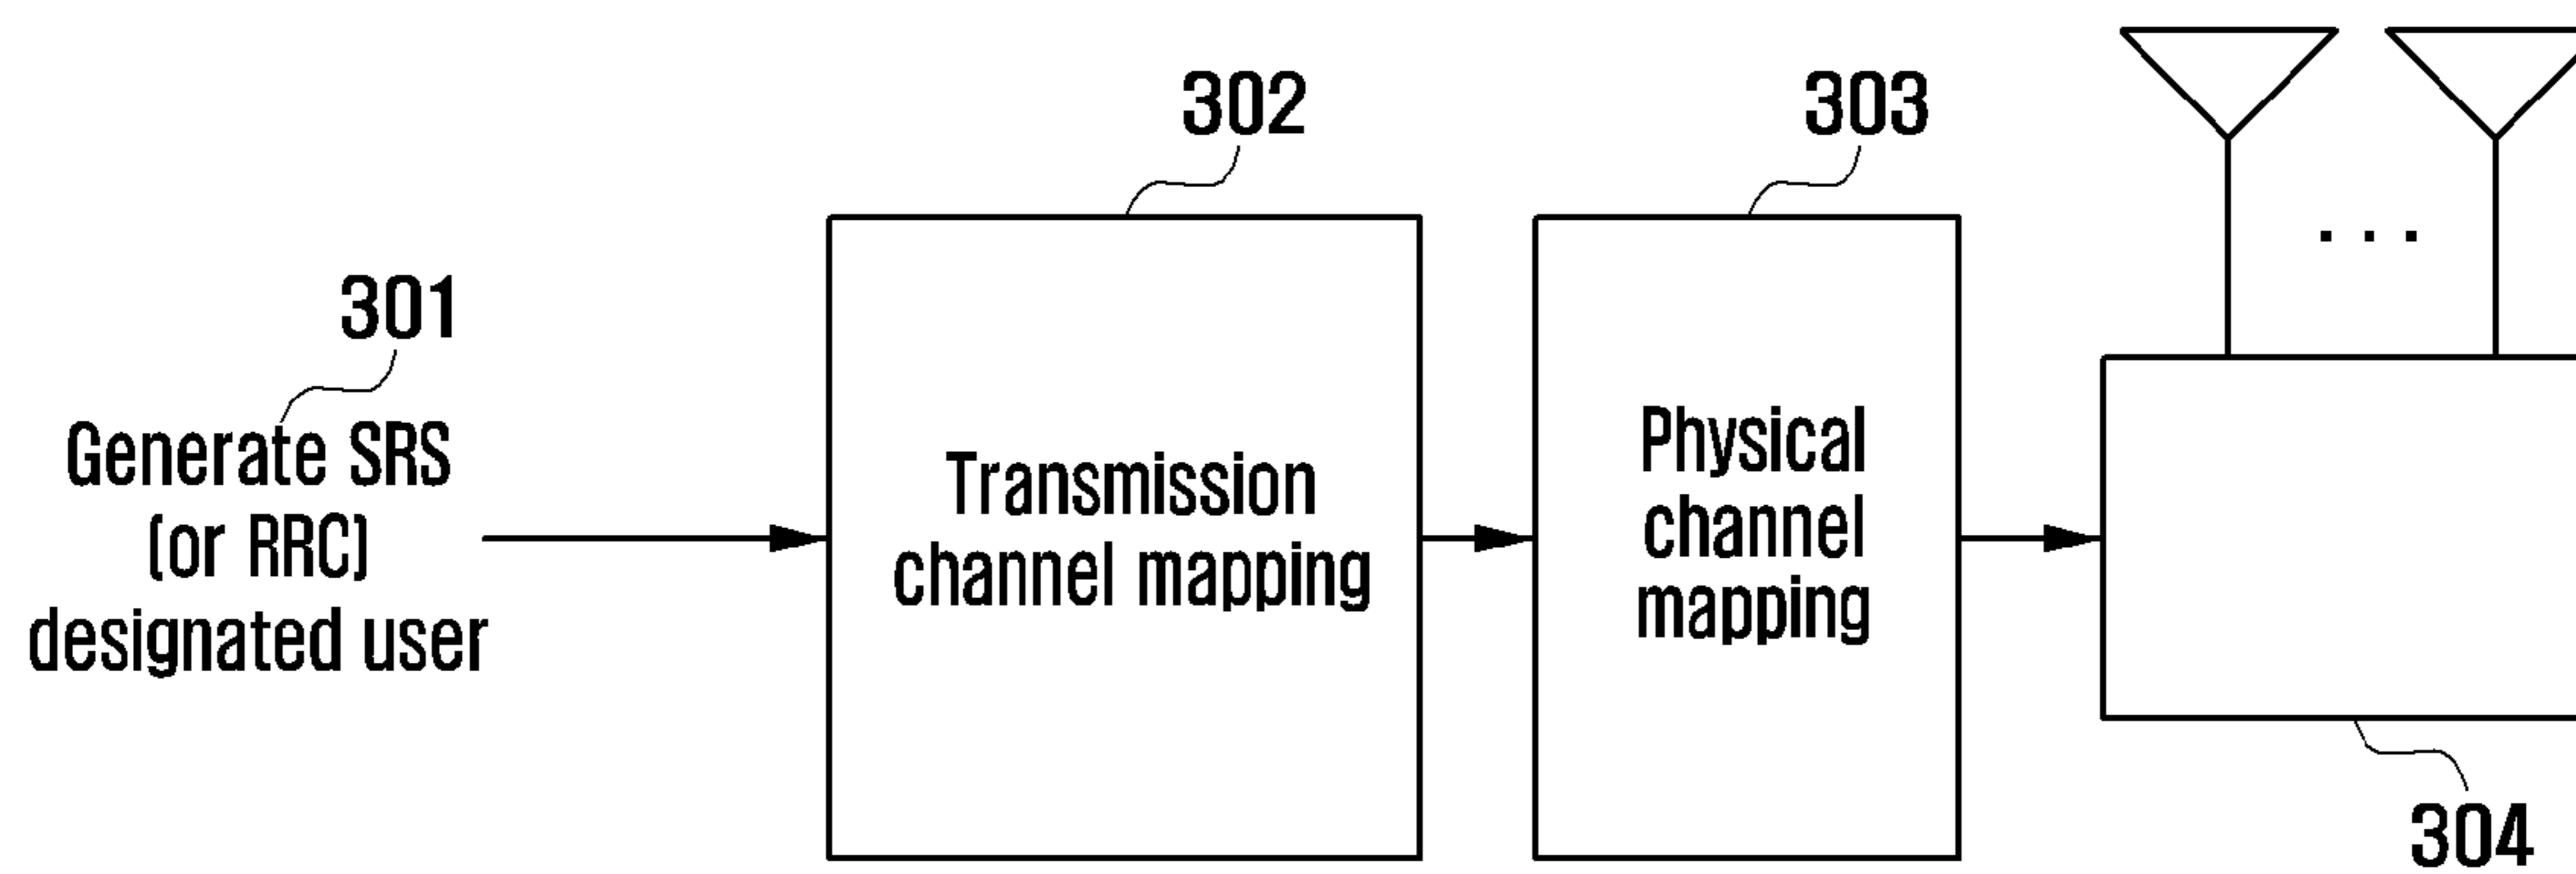 301
Generate SRS
(or RRC)
designated user
302
Transmission
channel mapping
303
Physical
channel
mapping
. . .
304